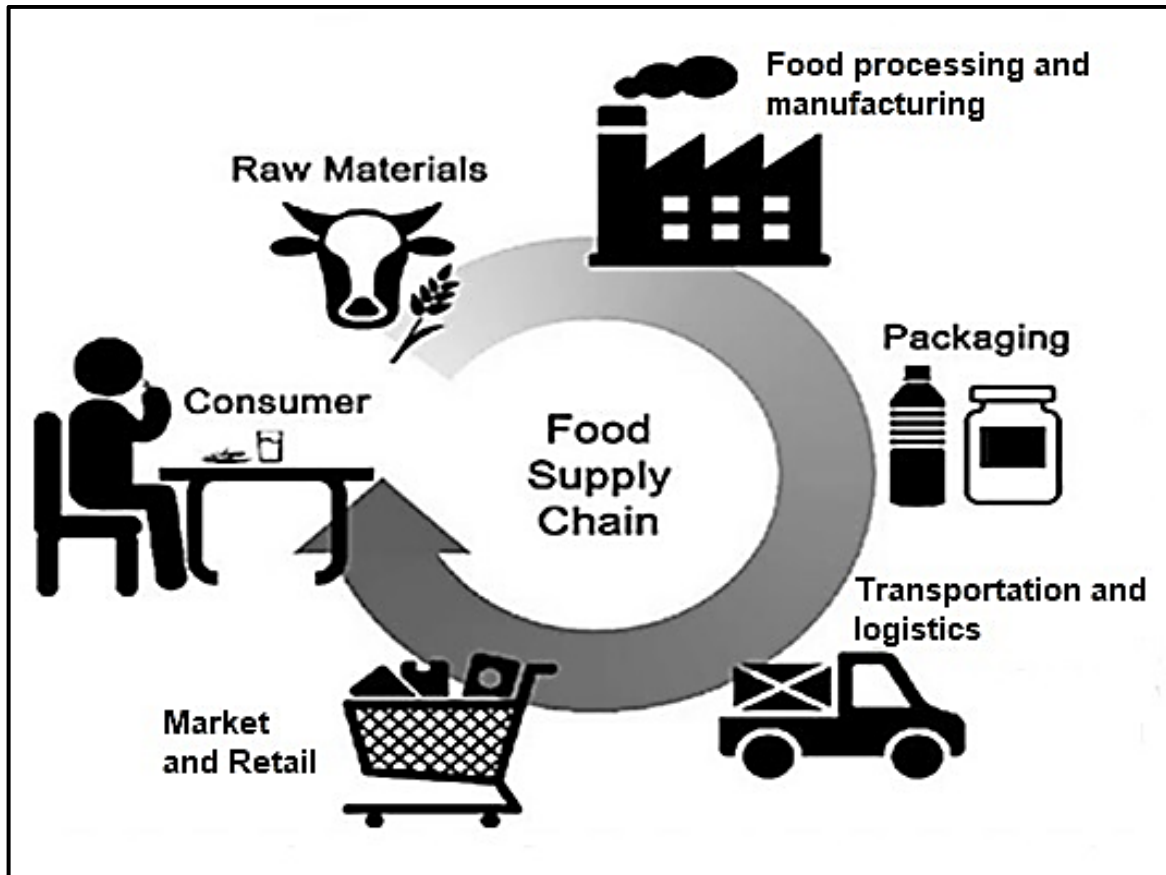 Food processing and
manufacturing
Raw Materials
Packaging
Consumer
Food
Supply
Chain
Transportation and
logistics
Market
and Retail